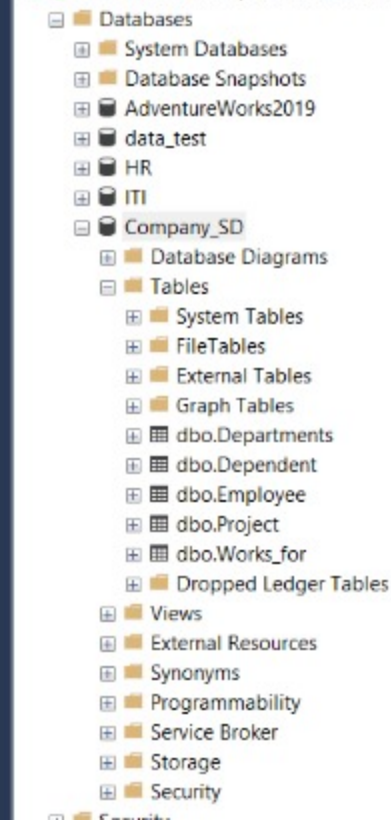 Databases
System Databases
Database Snapshots
AdventureWorks2019
data_test
HR
ITI
Company_SD
Database Diagrams
Tables
System Tables
FileTables
External Tables
Graph Tables
dbo.Departments
dbo.Dependent
dbo.Employee
dbo.Project
dbo.Works_for
Dropped Ledger Tables
Views
External Resources
Synonyms
Programmability
Service Broker
Storage
Security
Security